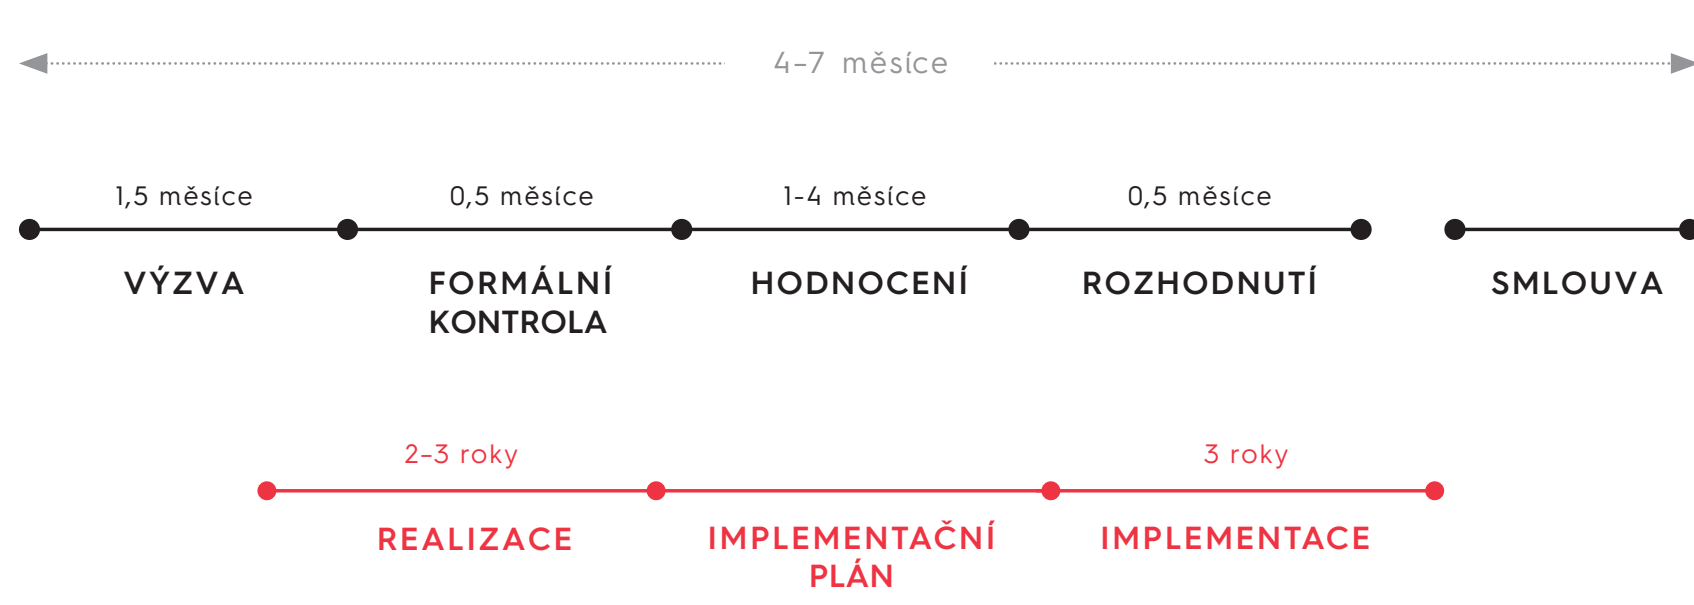 4–7 měsíce
1,5 měsíce
0,5 měsíce
1-4 měsíce
0,5 měsíce
VÝZVA
FORMÁLNÍ
KONTROLA
HODNOCENÍ
ROZHODNUTÍ
SMLOUVA
2–3 roky
3 roky
REALIZACE
IMPLEMENTAČNÍ
PLÁN
IMPLEMENTACE